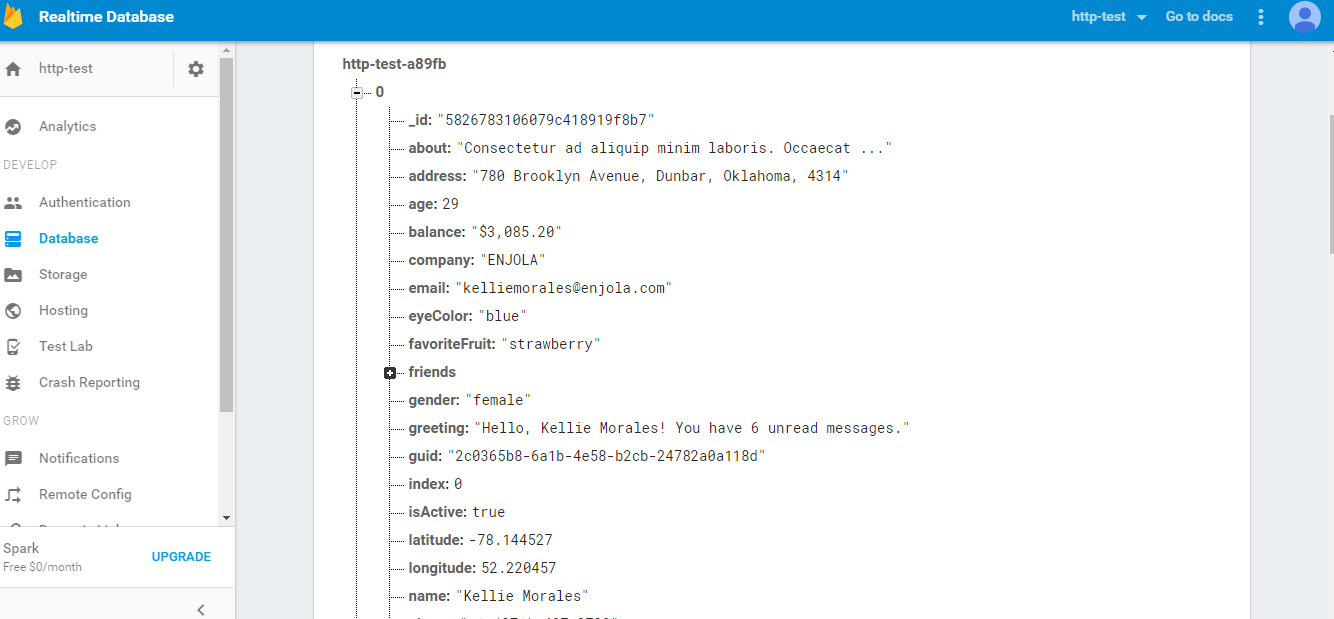 Realtime Database
http-test
Go to docs
http-test
Analytics
DEVELOP
Authentication
Database
Storage
Hosting
Test Lab
Crash Reporting
GROW
Notifications
Remote Config
Spark
Free $0/month
UPGRADE
http-test-a89fb
0
_id: "5826783106079c418919f8b7"
about: "Consectetur ad aliquip minim laboris. Occaecat ..."
address: "780 Brooklyn Avenue, Dunbar, Oklahoma, 4314"
age: 29
balance: "$3,085.20"
company: "ENJOLA"
email: "kelliemorales@enjola.com"
eyeColor: "blue"
favoriteFruit: "strawberry"
friends
gender: "female"
greeting: "Hello, Kellie Morales! You have 6 unread messages."
guid: "2c0365b8-6a1b-4e58-b2cb-24782a0a118d"
index: 0
isActive: true
latitude: -78.144527
longitude: 52.220457
name: "Kellie Morales"